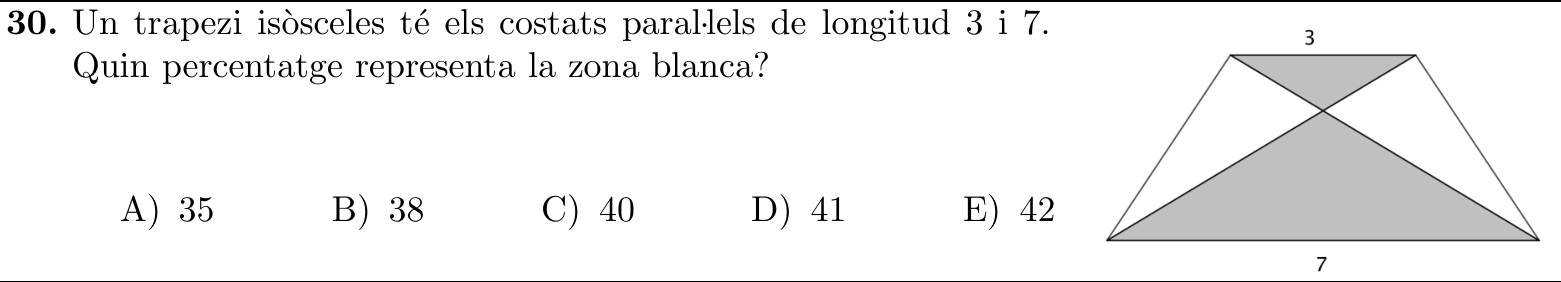 30. Un trapezi isòsceles té els costats paral·lels de longitud 3 i 7.
Quin percentatge representa la zona blanca?
A) 35 B) 38 C) 40 D) 41 E) 42
3
7